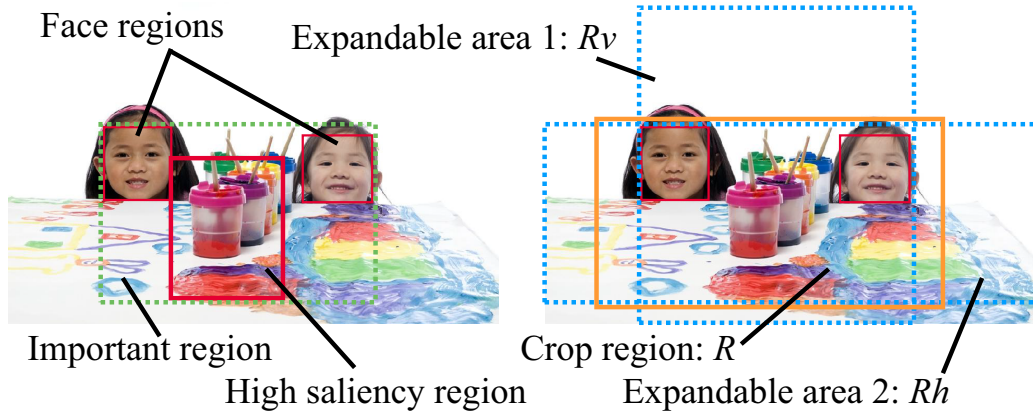 Face regions
Expandable area 1: Rv
Important region
High saliency region
Crop region: R
Expandable area 2: Rh